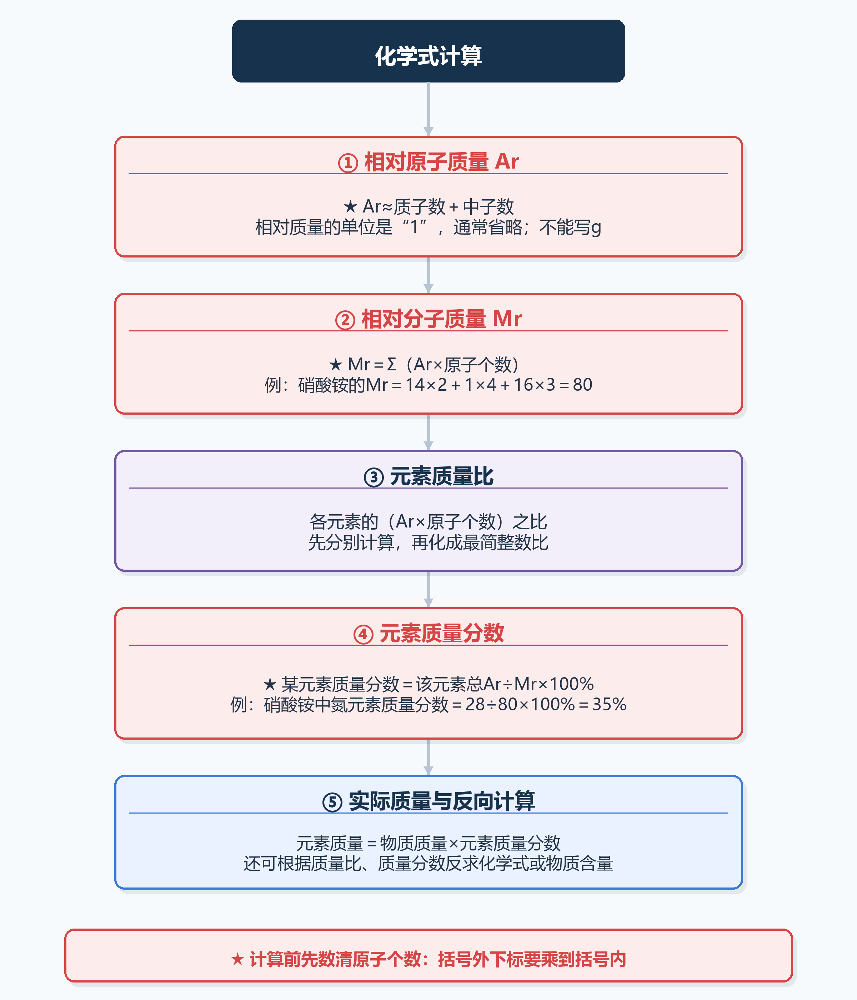 化学式计算
① 相对原子质量 Ar
★ Ar≈质子数＋中子数
相对质量的单位是“1”，通常省略；不能写g
② 相对分子质量 Mr
★ Mr＝Σ（Ar×原子个数）
例：硝酸铵的Mr＝14×2＋1×4＋16×3＝80
③ 元素质量比
各元素的（Ar×原子个数）之比
先分别计算，再化成最简整数比
④ 元素质量分数
★ 某元素质量分数＝该元素总Ar÷Mr×100%
例：硝酸铵中氮元素质量分数＝28÷80×100%＝35%
⑤ 实际质量与反向计算
元素质量＝物质质量×元素质量分数
还可根据质量比、质量分数反求化学式或物质含量
★ 计算前先数清原子个数：括号外下标要乘到括号内